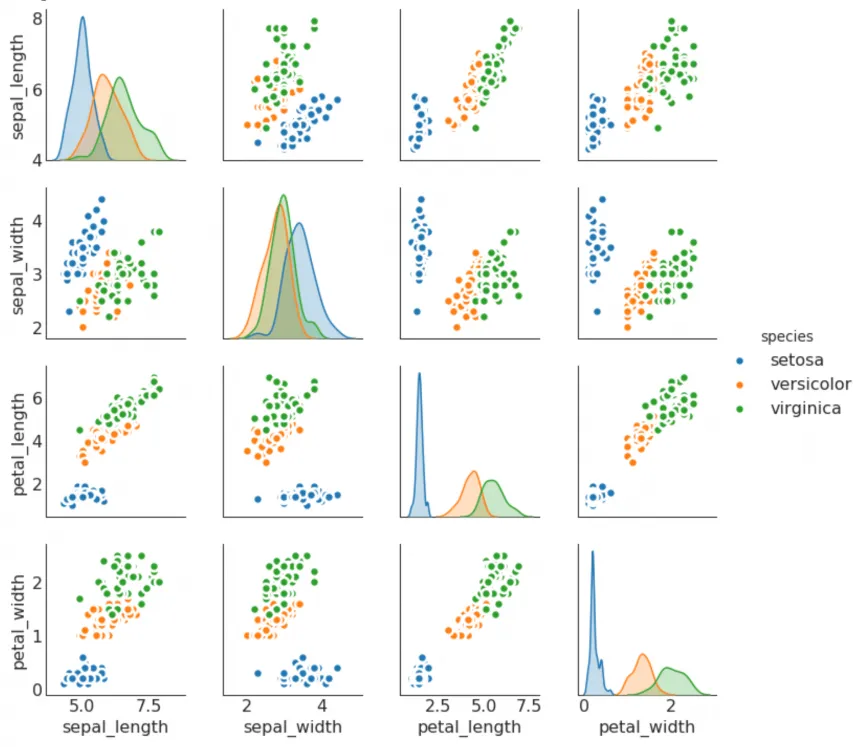 sepal_length
8
6
4
sepal_width
4
3
2
species
setosa
versicolor
virginica
petal_length
6
4
2
petal_width
2
1
0
5.0 7.5
sepal_length
2 4
sepal_width
2.5 5.0 7.5
petal_length
0 2
petal_width